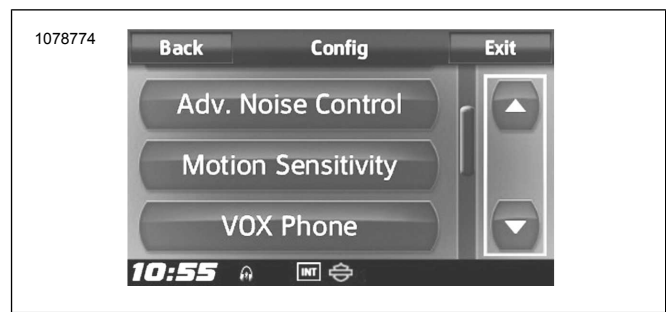 1078774
Back Config Exit
Adv. Noise Control
Motion Sensitivity
VOX Phone
10:55 INT